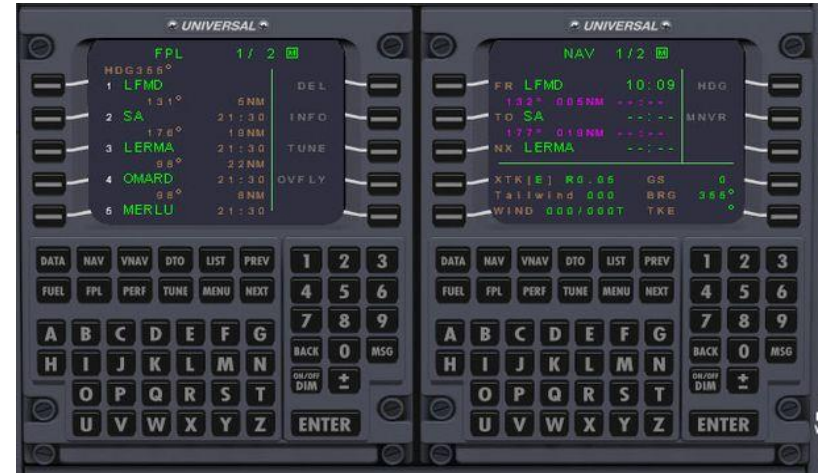 UNIVERSAL
FPL 1/ 2 M
HDG355°
1 LFMD DEL
131° 5NM
2 SA 21:30 INFO
176° 19NM
3 LERMA 21:30 TUNE
98° 22NM
4 OMARD 21:30 OVFLY
98° 8NM
5 MERLU 21:30
DATA NAV VNAV DTO LIST PREV 1 2 3
FUEL FPL PERF TUNE MENU NEXT 4 5 6
7 8 9
A B C D E F G
BACK 0 MSG
H I J K L M N
ON/OFF DIM ±
O P Q R S T
U V W X Y Z ENTER
UNIVERSAL
NAV 1/2 M
FR LFMD 10:09 HDG
132° 005NM --:--
TO SA --:-- MNVR
177° 019NM --:--
NX LERMA --:--
XTK[E] R0.05 GS 0
Tailwind 000 BRG 355°
WIND 000/000T TKE °
DATA NAV VNAV DTO LIST PREV 1 2 3
FUEL FPL PERF TUNE MENU NEXT 4 5 6
7 8 9
A B C D E F G
BACK 0 MSG
H I J K L M N
ON/OFF DIM ±
O P Q R S T
U V W X Y Z ENTER